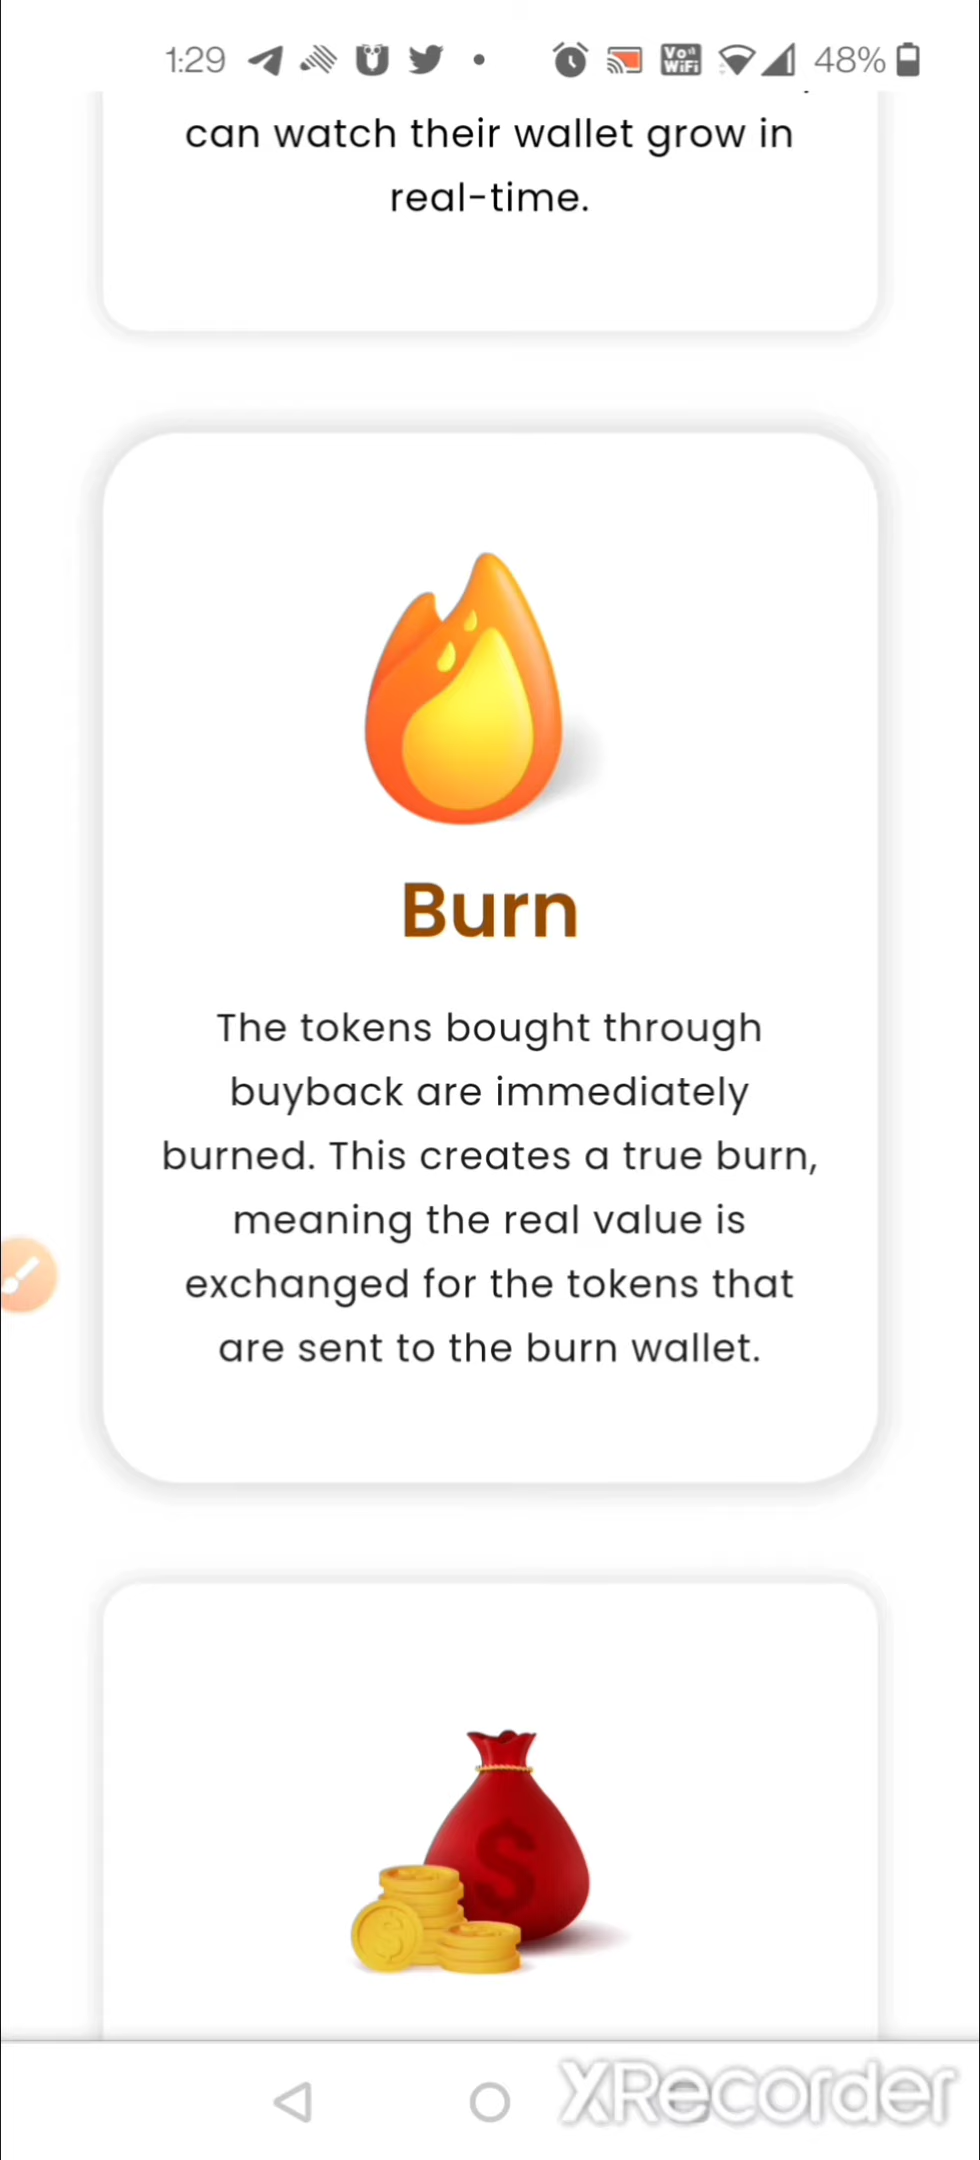 1:29 Vo WiFi 48%
can watch their wallet grow in
real-time.
Burn
The tokens bought through
buyback are immediately
burned. This creates a true burn,
meaning the real value is
exchanged for the tokens that
are sent to the burn wallet.
$
$
XRecorder